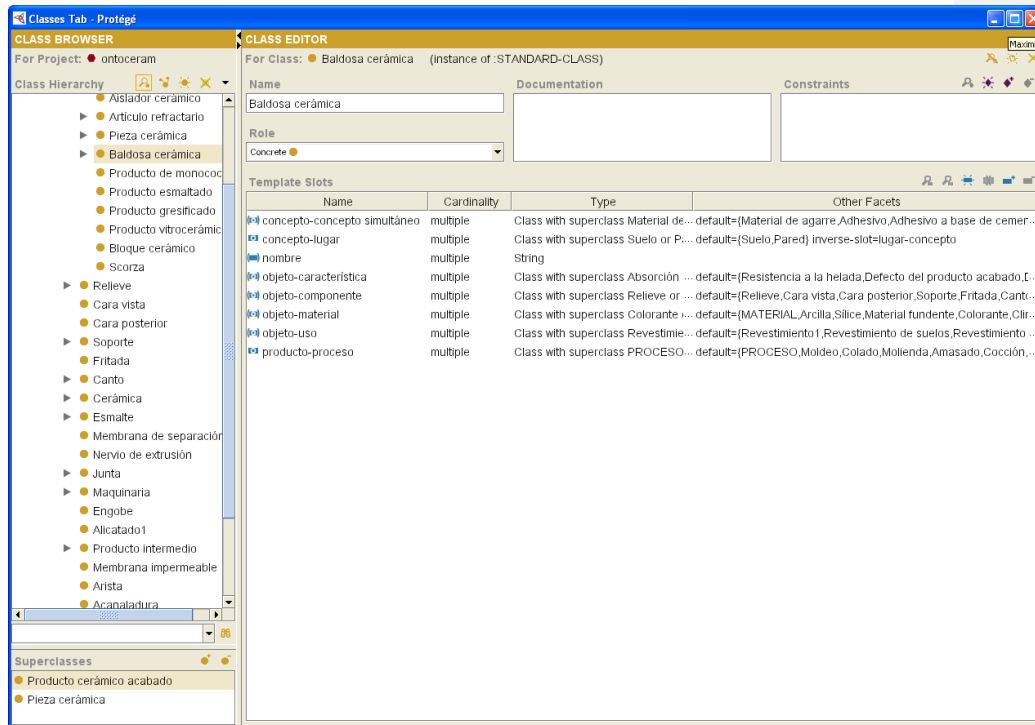 Classes Tab - Protégé
CLASS BROWSER
For Project: ontoceram
Class Hierarchy
Aislador cerámico
Artículo refractario
Pieza cerámica
Baldosa cerámica
Producto de monococ
Producto esmaltado
Producto gresificado
Producto vitrocerámic
Bloque cerámico
Scorza
Relieve
Cara vista
Cara posterior
Soporte
Fritada
Canto
Cerámica
Esmalte
Membrana de separación
Nervio de extrusión
Junta
Maquinaria
Engobe
Alicatado1
Producto intermedio
Membrana impermeable
Arista
Acanaladura
Superclasses
Producto cerámico acabado
Pieza cerámica
CLASS EDITOR
Maxim
For Class: Baldosa cerámica (instance of :STANDARD-CLASS)
Name Documentation Constraints
Baldosa cerámica
Role
Concrete
Template Slots
Name Cardinality Type Other Facets
concepto-concepto simultáneo multiple Class with superclass Material de... default={Material de agarre,Adhesivo,Adhesivo a base de cemen...
concepto-lugar multiple Class with superclass Suelo or P... default={Suelo,Pared} inverse-slot=lugar-concepto
nombre multiple String
objeto-característica multiple Class with superclass Absorción ... default={Resistencia a la helada,Defecto del producto acabado,D...
objeto-componente multiple Class with superclass Relieve or ... default={Relieve,Cara vista,Cara posterior,Soporte,Fritada,Canto...
objeto-material multiple Class with superclass Colorante ... default={MATERIAL,Arcilla,Sílice,Material fundente,Colorante,Clin...
objeto-uso multiple Class with superclass Revestimie... default={Revestimiento1,Revestimiento de suelos,Revestimiento ...
producto-proceso multiple Class with superclass PROCESO... default={PROCESO,Moldeo,Colado,Molienda,Amasado,Cocción,...